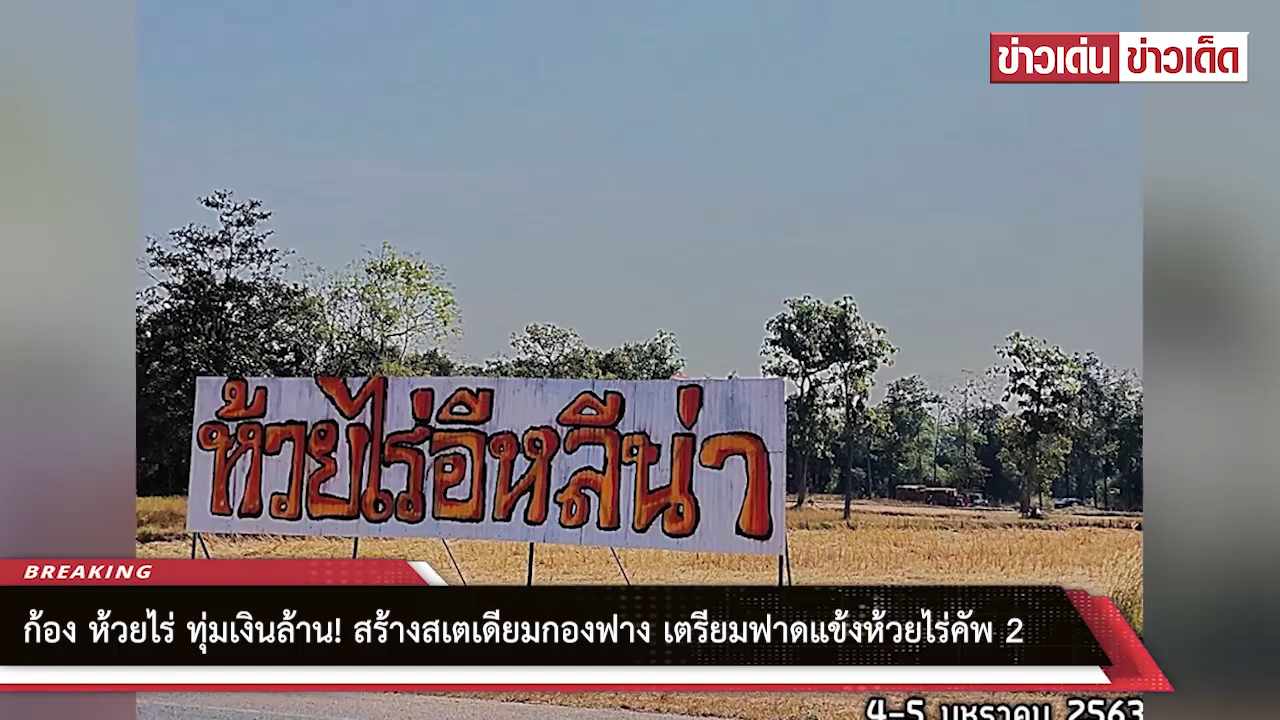 ข่าวเด่น ข่าวเด็ด
ห้วยไร่อีหลีน่า
BREAKING
ก้อง ห้วยไร่ ทุ่มเงินล้าน! สร้างสเตเดียมกองฟาง เตรียมฟาดแข้งห้วยไร่คัพ 2
4-5 มหราคม 2563